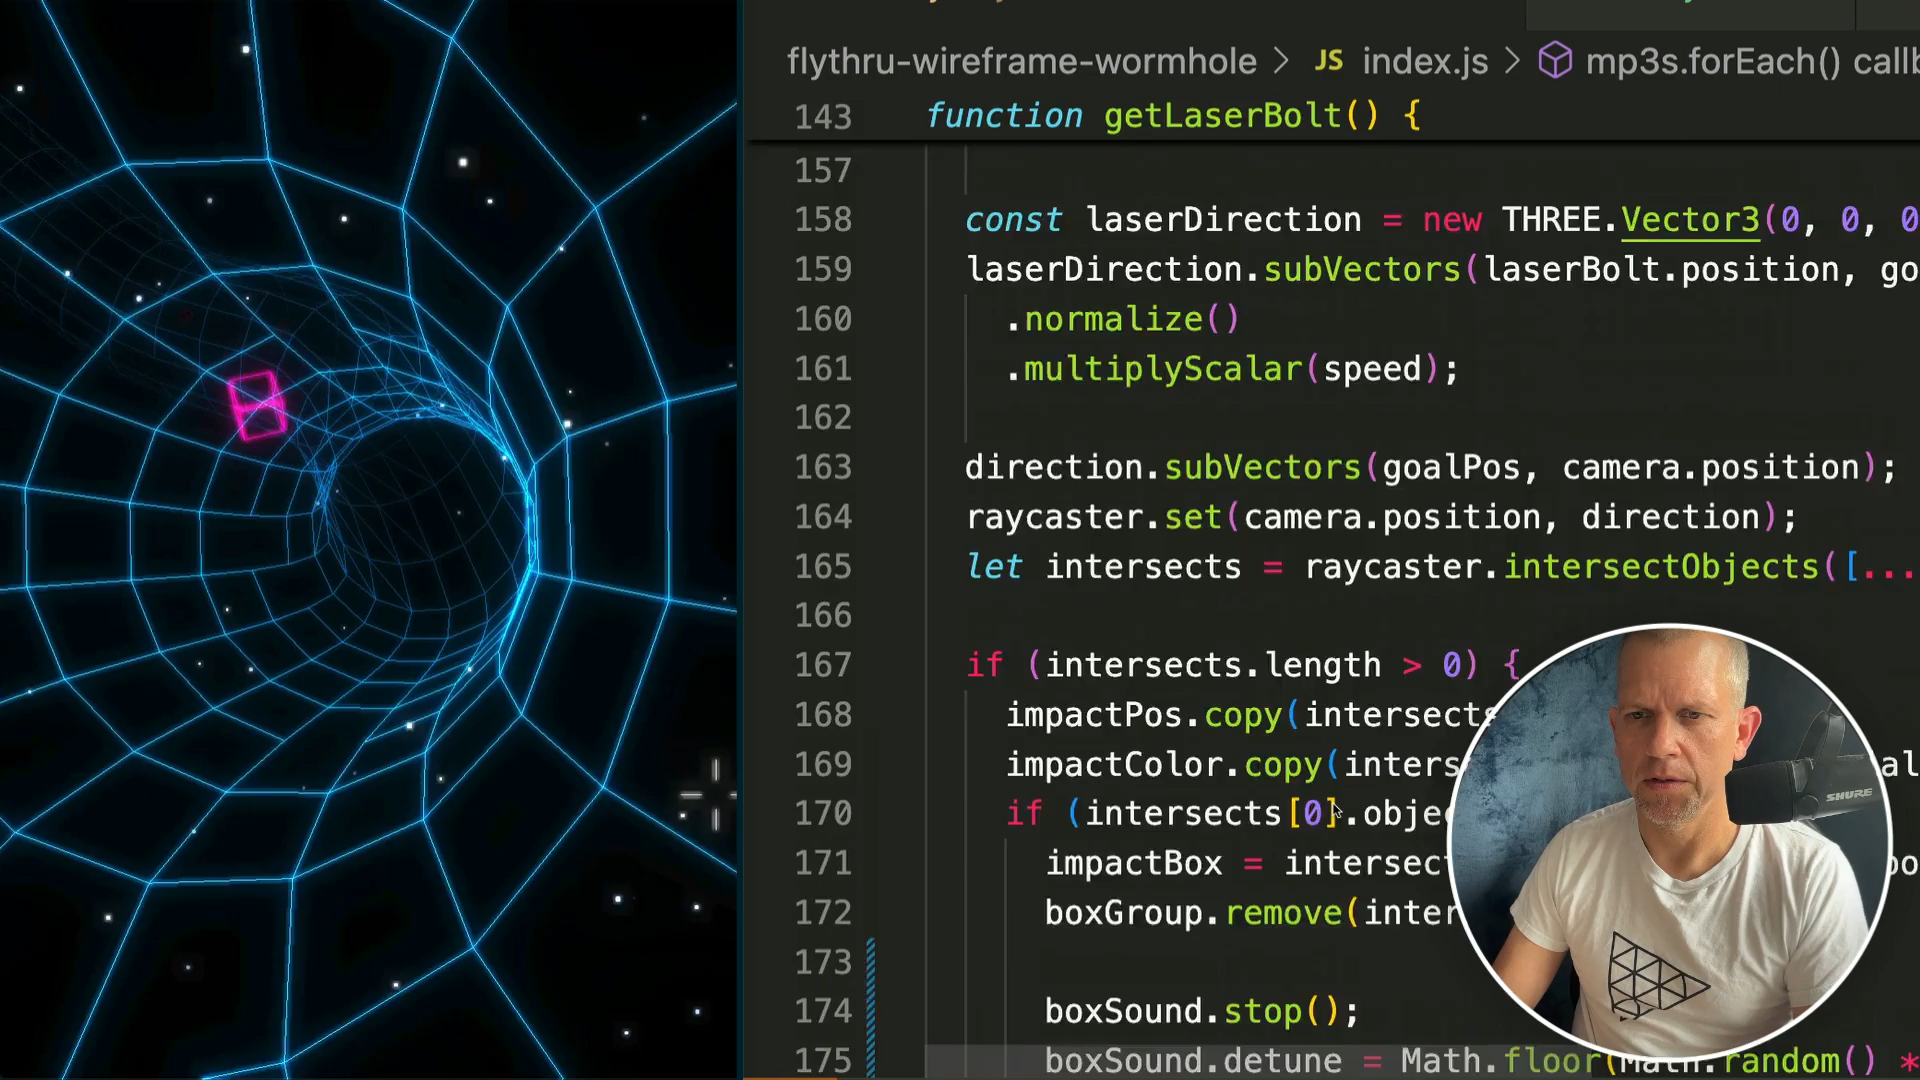 flythru-wireframe-wormhole > JS index.js > mp3s.forEach() callb
143 function getLaserBolt() {
157
158 const laserDirection = new THREE.Vector3(0, 0, 0
159 laserDirection.subVectors(laserBolt.position, go
160 .normalize()
161 .multiplyScalar(speed);
162
163 direction.subVectors(goalPos, camera.position);
164 raycaster.set(camera.position, direction);
165 let intersects = raycaster.intersectObjects([...
166
167 if (intersects.length > 0) {
168 impactPos.copy(intersects
169 impactColor.copy(inters al
170 if (intersects[0].objec
171 impactBox = intersect oo
172 boxGroup.remove(inter
173
174 boxSound.stop();
175 boxSound.detune = Math.floor(Math.random() *
SHURE